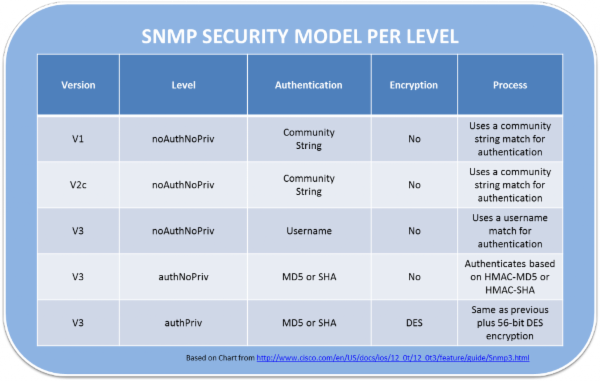 SNMP SECURITY MODEL PER LEVEL
Version Level Authentication Encryption Process
V1 noAuthNoPriv Community String No Uses a community string match for authentication
V2c noAuthNoPriv Community String No Uses a community string match for authentication
V3 noAuthNoPriv Username No Uses a username match for authentication
V3 authNoPriv MD5 or SHA No Authenticates based on HMAC-MD5 or HMAC-SHA
V3 authPriv MD5 or SHA DES Same as previous plus 56-bit DES encryption
Based on Chart from http://www.cisco.com/en/US/docs/ios/12_0t/12_0t3/feature/guide/Snmp3.html